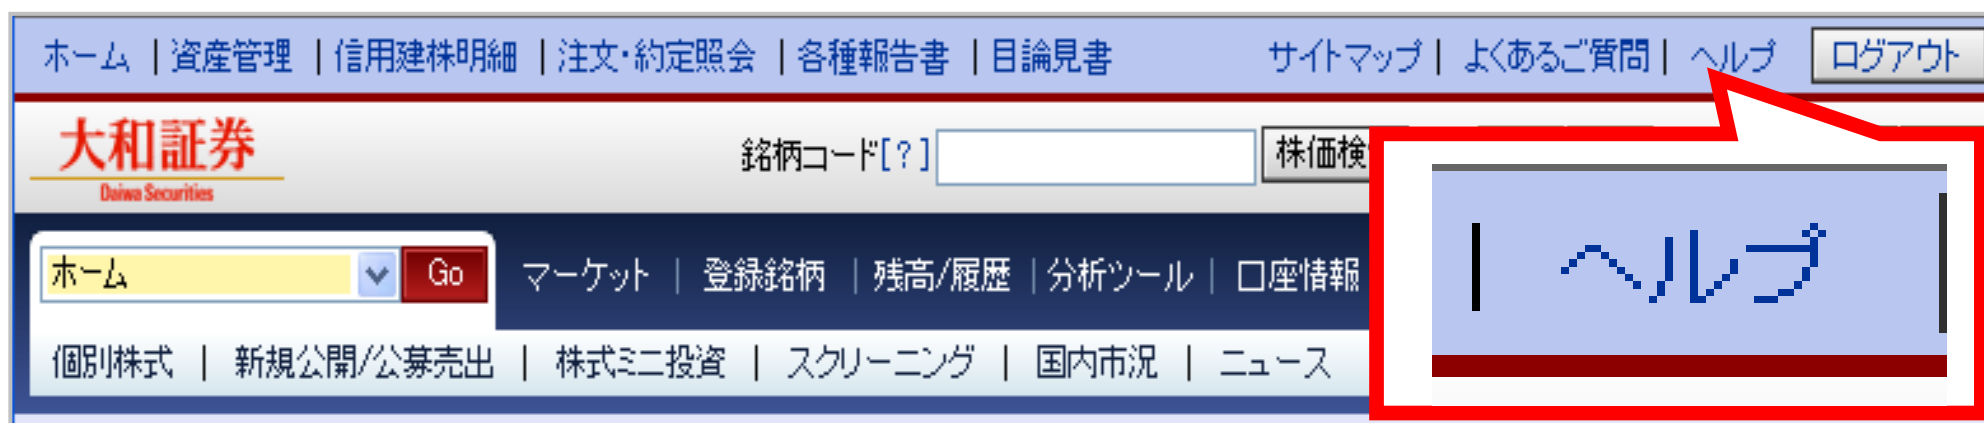 ホーム | 資産管理 | 信用建株明細 | 注文・約定照会 | 各種報告書 | 目論見書 サイトマップ | よくあるご質問 | ヘルプ ログアウト
大和証券
Daiwa Securities
銘柄コード[?] 株価検
ホーム Go マーケット | 登録銘柄 | 残高/履歴 | 分析ツール | 口座情報
個別株式 | 新規公開/公募売出 | 株式ミニ投資 | スクリーニング | 国内市況 | ニュース
| ヘルプ